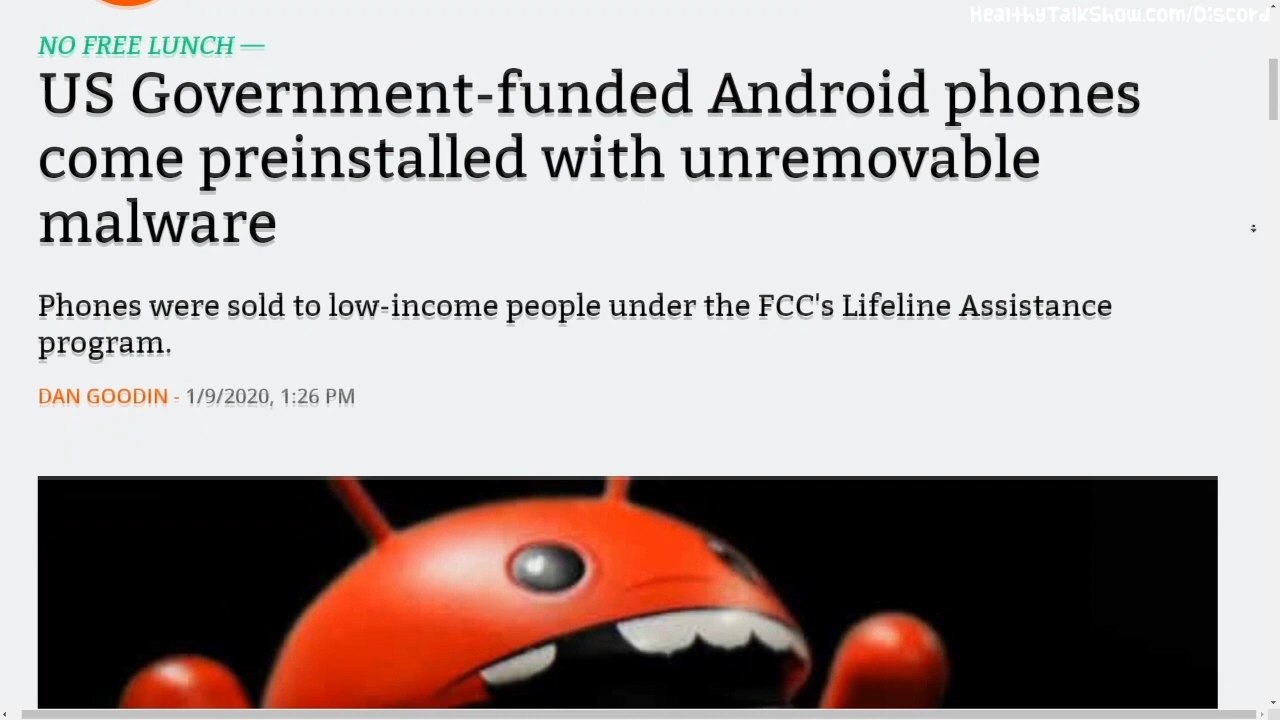 HealthyTalkShow.com/Discord
NO FREE LUNCH —
US Government-funded Android phones
come preinstalled with unremovable
malware
Phones were sold to low-income people under the FCC's Lifeline Assistance
program.
DAN GOODIN - 1/9/2020, 1:26 PM